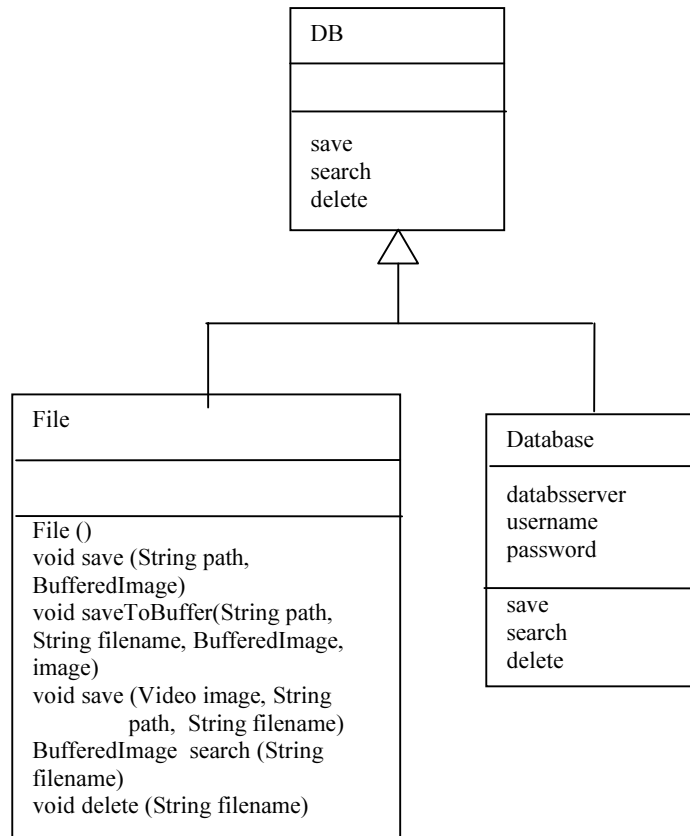 DB
save
search
delete
File
File ()
void save (String path,
BufferedImage)
void saveToBuffer(String path,
String filename, BufferedImage,
image)
void save (Video image, String
path, String filename)
BufferedImage search (String
filename)
void delete (String filename)
Database
databsserver
username
password
save
search
delete